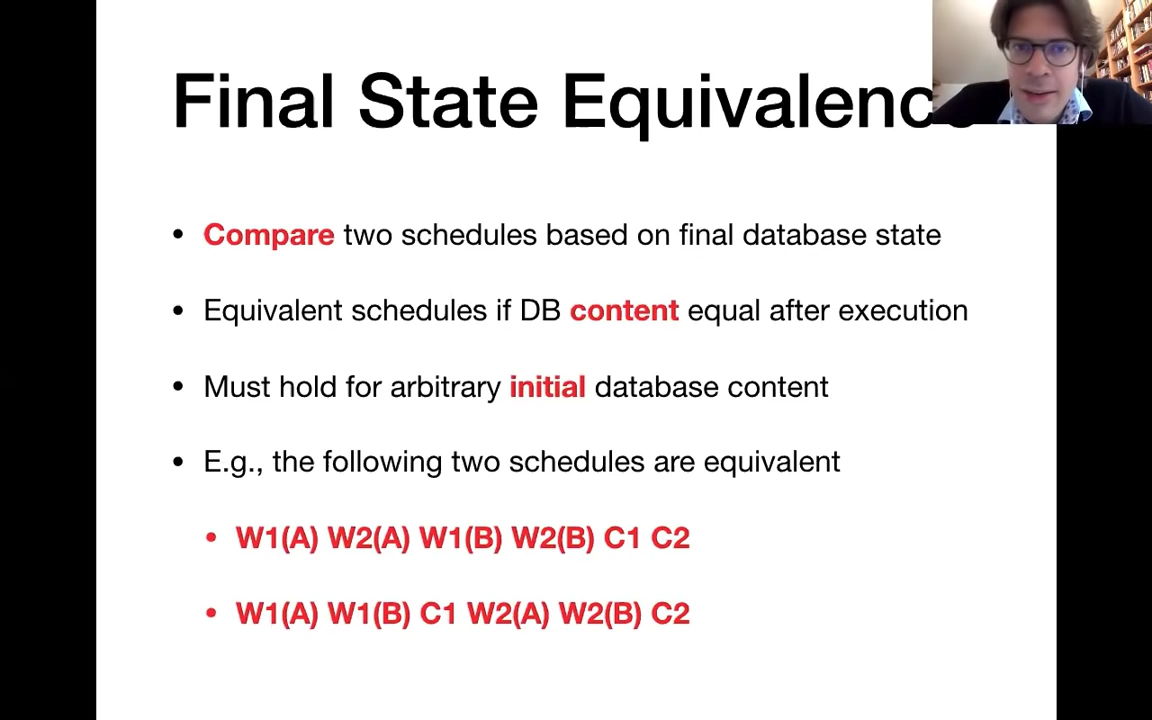 Final State Equivalence
• Compare two schedules based on final database state
• Equivalent schedules if DB content equal after execution
• Must hold for arbitrary initial database content
• E.g., the following two schedules are equivalent
• W1(A) W2(A) W1(B) W2(B) C1 C2
• W1(A) W1(B) C1 W2(A) W2(B) C2